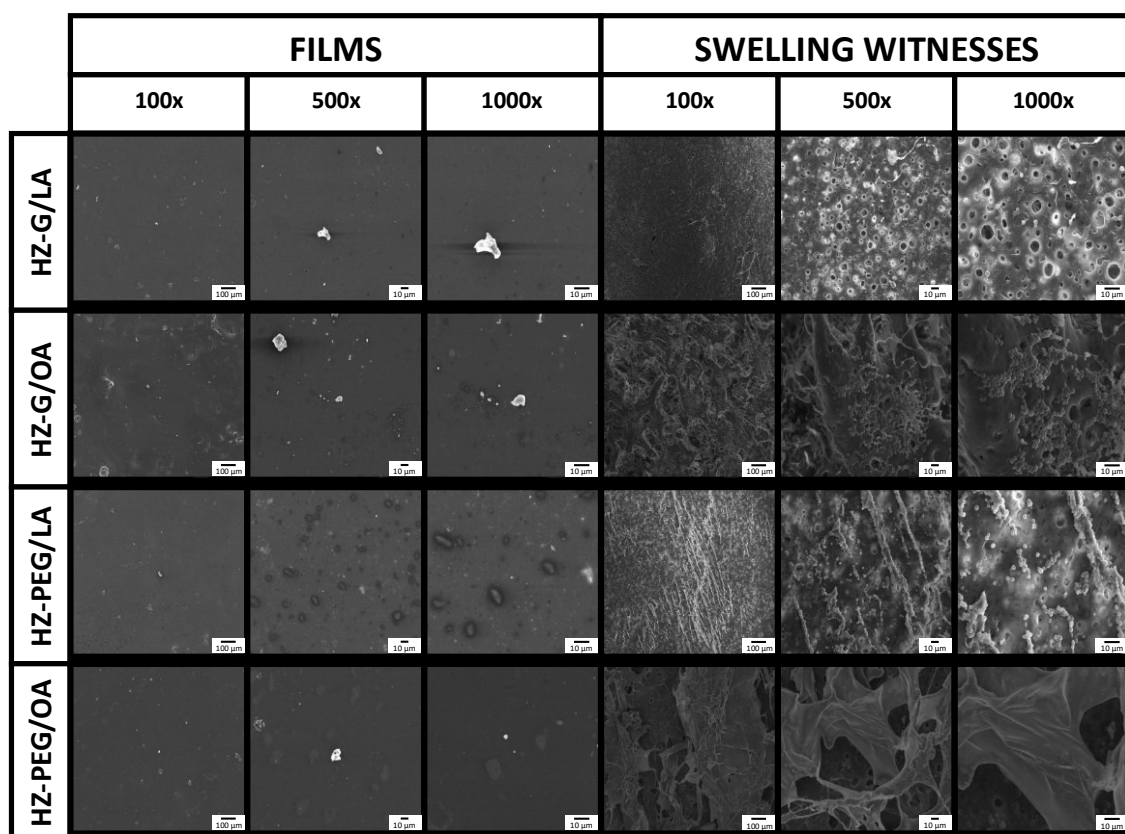 FILMS SWELLING WITNESSES
100x 500x 1000x 100x 500x 1000x
HZ-G/LA
100 µm 10 µm 10 µm 100 µm 10 µm 10 µm
HZ-G/OA
100 µm 10 µm 10 µm 100 µm 10 µm 10 µm
HZ-PEG/LA
100 µm 10 µm 10 µm 100 µm 10 µm 10 µm
HZ-PEG/OA
100 µm 10 µm 10 µm 100 µm 10 µm 10 µm